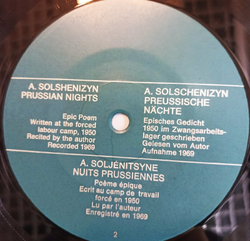 A. SOLSHENIZYN
PRUSSIAN NIGHTS
Epic Poem
Written at the forced
labour camp, 1950
Recited by the author
Recorded 1969
A. SOLSCHENIZYN
PREUSSISCHE
NÄCHTE
Episches Gedicht
1950 im Zwangsarbeits-
lager geschrieben
Gelesen vom Autor
Aufnahme 1969
A. SOLJÉNITSYNE
NUITS PRUSSIENNES
Poème épique
Ecrit au camp de travail
forcé en 1950
Lu par l'auteur
Enregistré en 1969
2